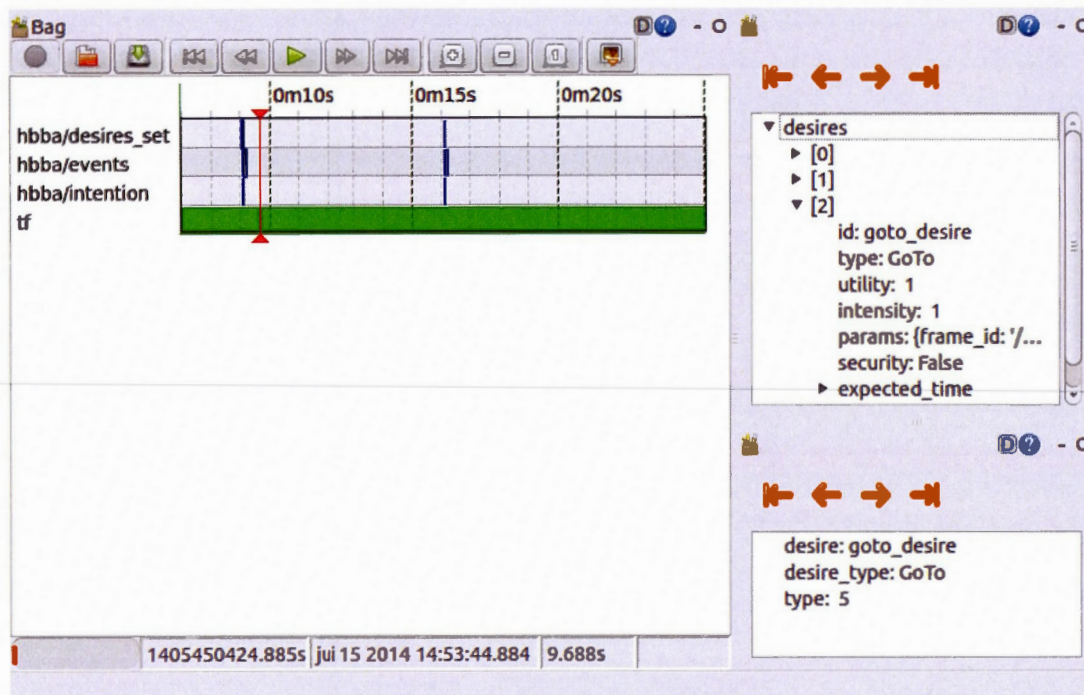 Bag
D ? - O
0m10s 0m15s 0m20s
hbba/desires_set
hbba/events
hbba/intention
tf
1405450424.885s jui 15 2014 14:53:44.884 9.688s
D ? - O
desires
[0]
[1]
[2]
id: goto_desire
type: GoTo
utility: 1
intensity: 1
params: {frame_id: '/...
security: False
expected_time
D ? - O
desire: goto_desire
desire_type: GoTo
type: 5